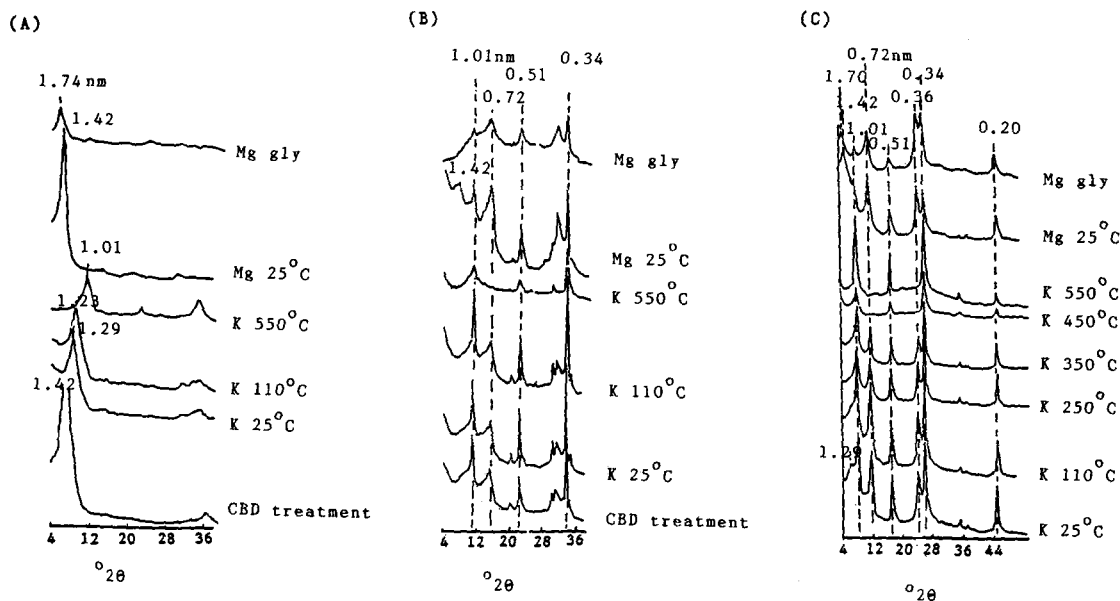 (A)
1.74 nm
1.42
Mg gly
1.01
Mg 25°C
1.23
K 550°C
1.29
K 110°C
1.42
K 25°C
CBD treatment
4 12 20 28 36
°2θ
(B)
1.01nm
0.34
0.51
0.72
Mg gly
1.42
Mg 25°
K 550°C
K 110°C
K 25°C
CBD treatment
4 12 20 28 36
°2θ
(C)
0.72nm
1.70
0.34
1.42
0.36
1.01
0.51
0.20
Mg gly
Mg 25°C
K 550°C
K 450°C
K 350°C
K 250°C
1.29
K 110°C
K 25°C
4 12 20 28 36 44
°2θ